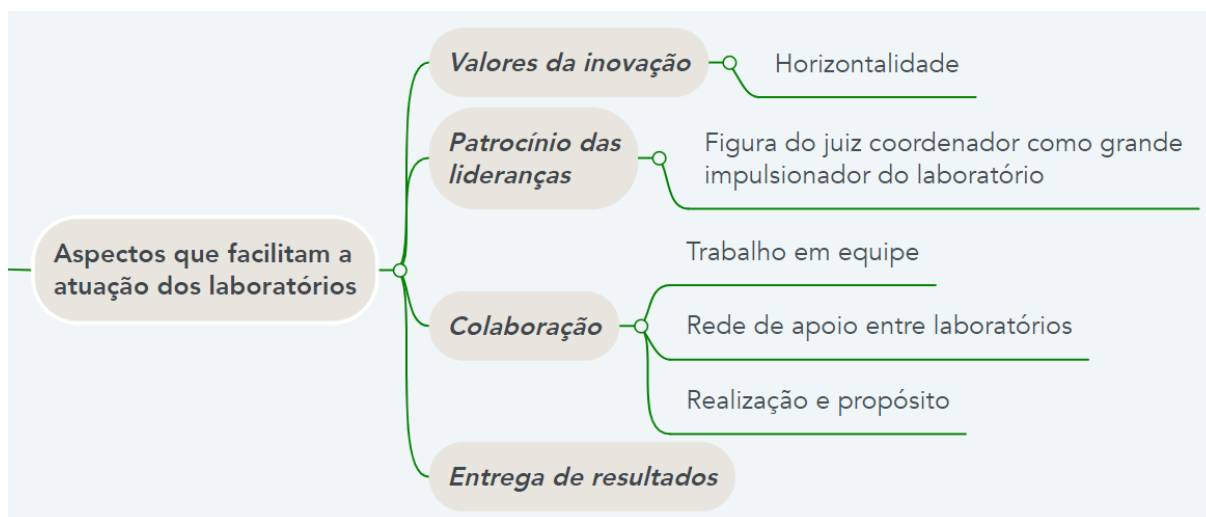 Valores da inovação
Horizontalidade
Patrocínio das
lideranças
Figura do juiz coordenador como grande
impulsionador do laboratório
Aspectos que facilitam a
atuação dos laboratórios
Colaboração
Trabalho em equipe
Rede de apoio entre laboratórios
Realização e propósito
Entrega de resultados